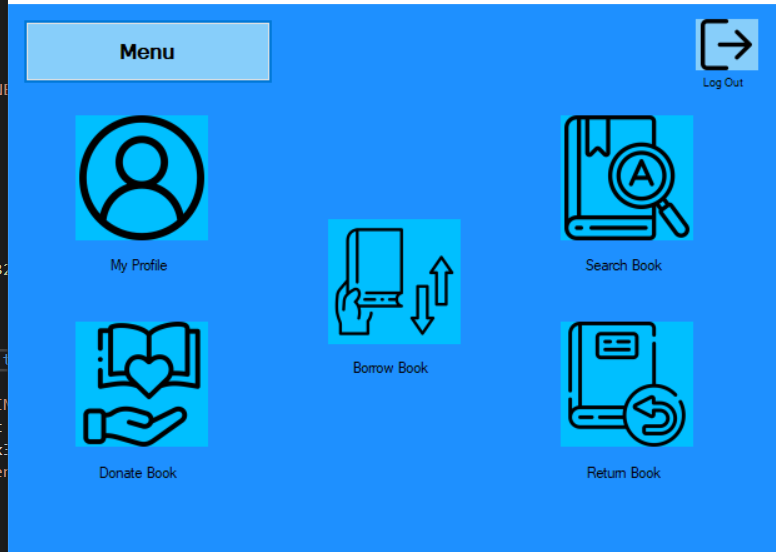 Menu
Log Out
My Profile
A
Search Book
Borrow Book
Donate Book
Return Book